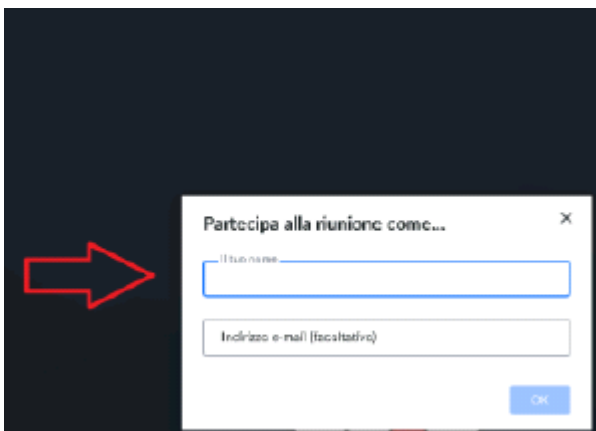 Partecipa alla riunione come...
Il tuo nome
Indirizzo e-mail (facoltativo)
OK